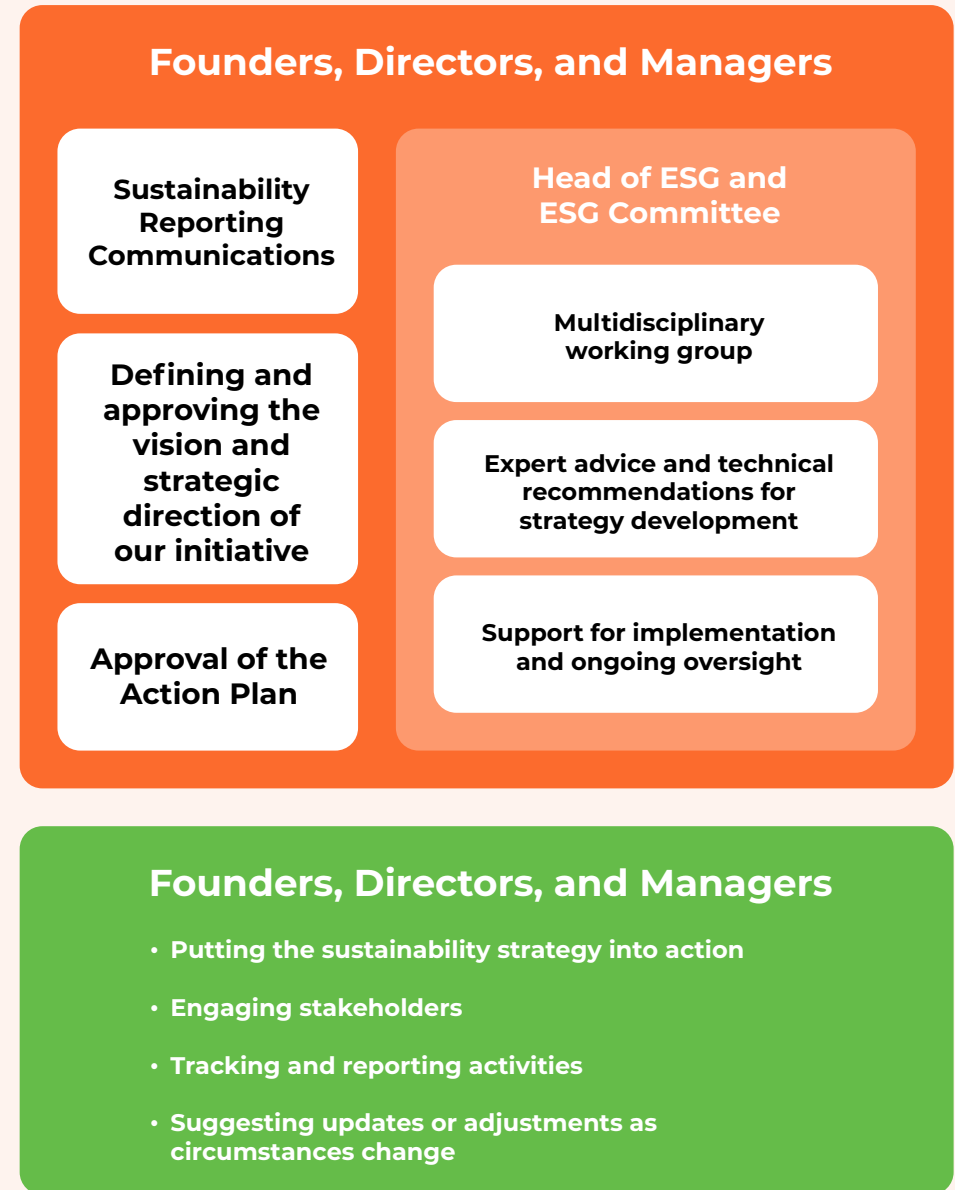 Founders, Directors, and Managers
Sustainability
Reporting
Communications
Defining and
approving the
vision and
strategic
direction of
our initiative
Approval of the
Action Plan
Head of ESG and
ESG Committee
Multidisciplinary
working group
Expert advice and technical
recommendations for
strategy development
Support for implementation
and ongoing oversight
Founders, Directors, and Managers
• Putting the sustainability strategy into action
• Engaging stakeholders
• Tracking and reporting activities
• Suggesting updates or adjustments as
circumstances change